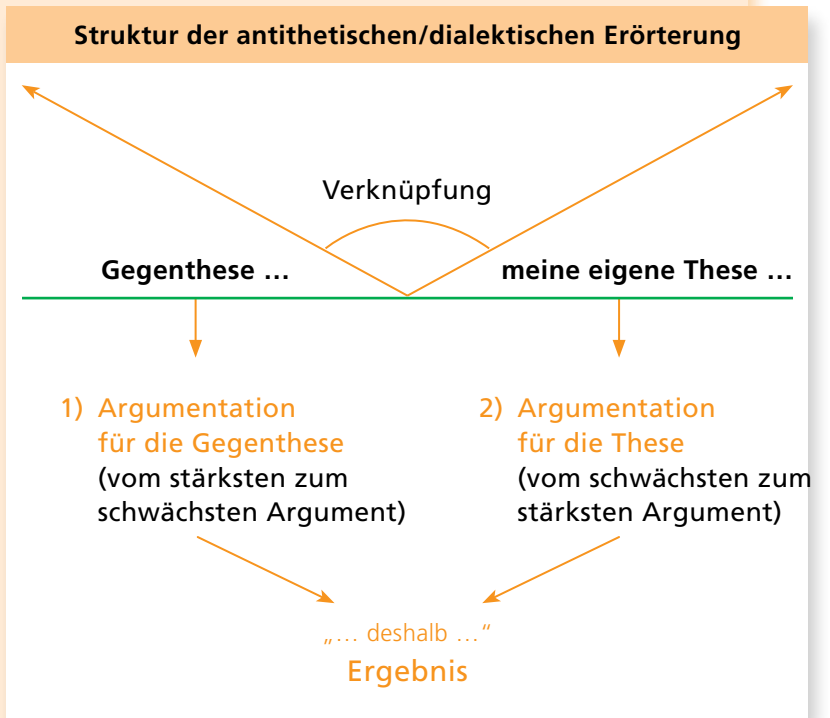 Struktur der antithetischen/dialektischen Erörterung
Verknüpfung
Gegenthese …
meine eigene These …
1) Argumentation
für die Gegenthese
(vom stärksten zum
schwächsten Argument)
2) Argumentation
für die These
(vom schwächsten zum
stärksten Argument)
„… deshalb …“
Ergebnis